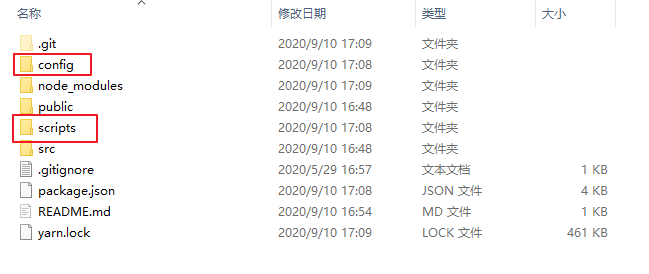 名称 修改日期 类型 大小
.git 2020/9/10 17:09 文件夹
config 2020/9/10 17:08 文件夹
node_modules 2020/9/10 17:09 文件夹
public 2020/9/10 16:48 文件夹
scripts 2020/9/10 17:08 文件夹
src 2020/9/10 16:48 文件夹
.gitignore 2020/5/29 16:57 文本文档 1 KB
package.json 2020/9/10 17:08 JSON 文件 4 KB
README.md 2020/9/10 16:54 MD 文件 1 KB
yarn.lock 2020/9/10 17:09 LOCK 文件 461 KB